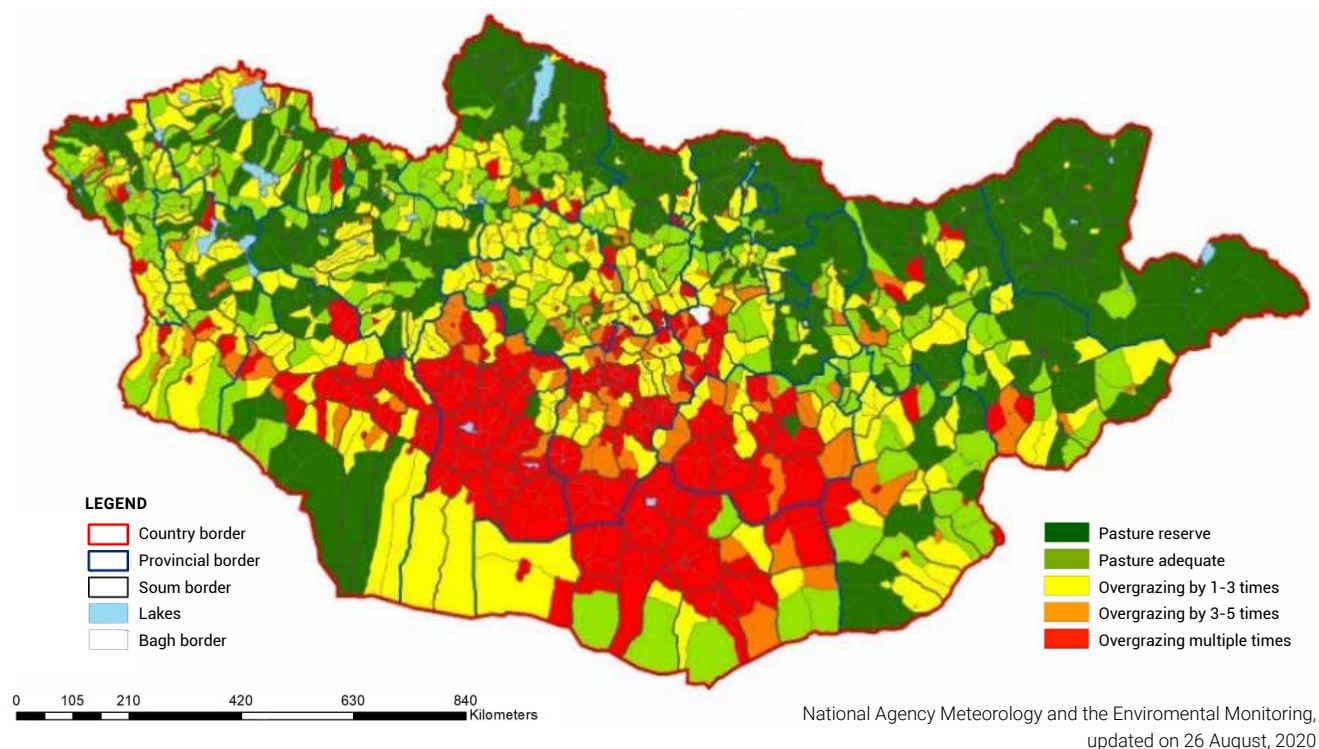 LEGEND
Country border
Provincial border
Soum border
Lakes
Bagh border
Pasture reserve
Pasture adequate
Overgrazing by 1-3 times
Overgrazing by 3-5 times
Overgrazing multiple times
0 105 210 420 630 840
Kilometers
National Agency Meteorology and the Enviromental Monitoring,
updated on 26 August, 2020